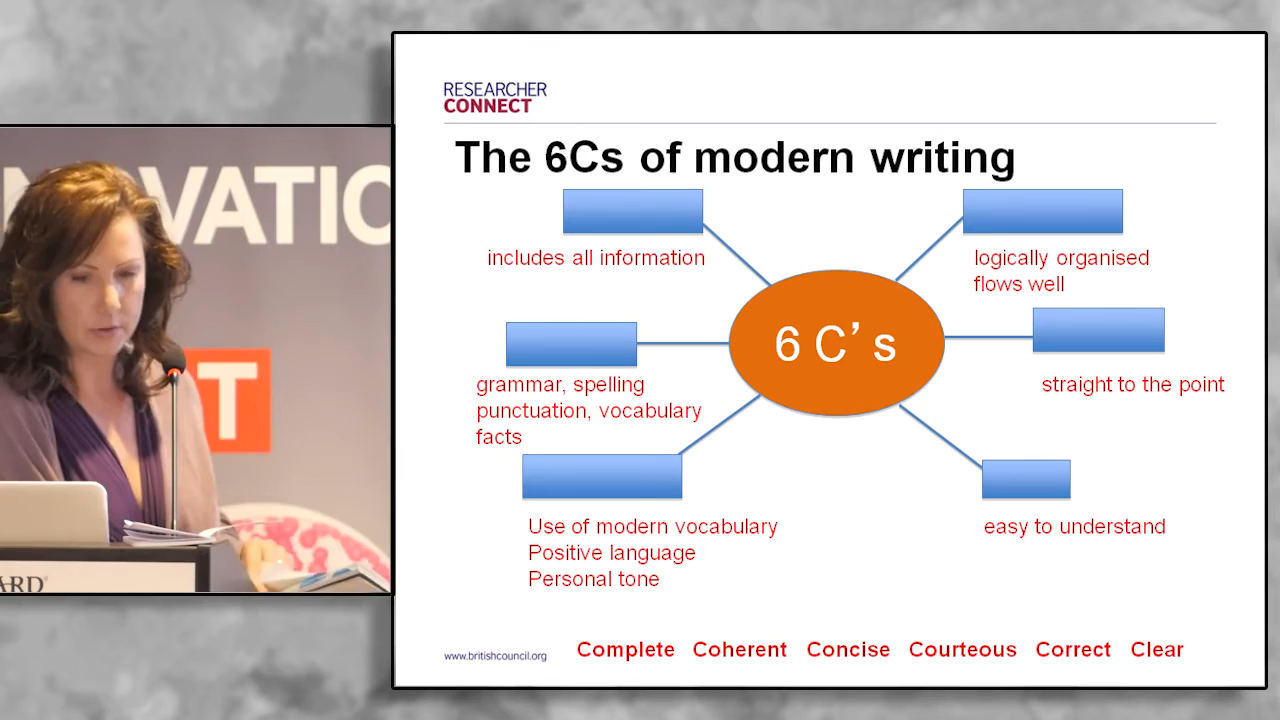 NOVATIO
T
ARD
RESEARCHER
CONNECT
The 6Cs of modern writing
includes all information
logically organised
flows well
6 C's
grammar, spelling
punctuation, vocabulary
facts
straight to the point
Use of modern vocabulary
Positive language
Personal tone
easy to understand
www.britishcouncil.org
Complete Coherent Concise Courteous Correct Clear